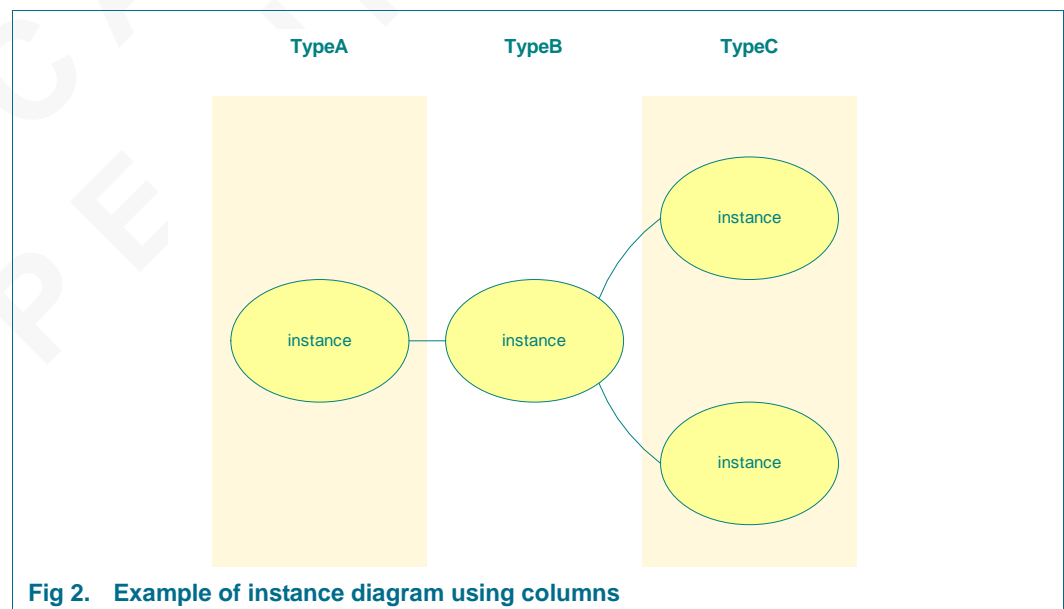 TypeA TypeB TypeC
instance
instance instance
instance
Fig 2. Example of instance diagram using columns